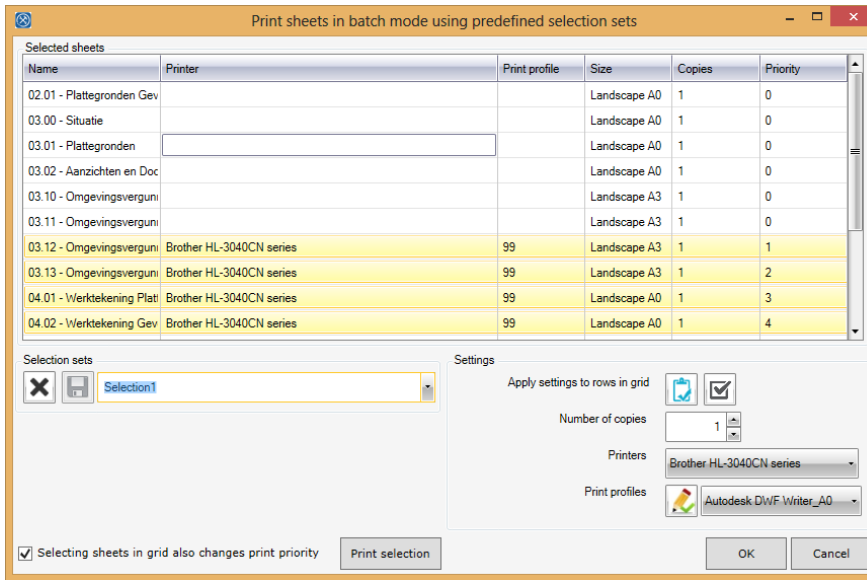 Print sheets in batch mode using predefined selection sets
Selected sheets
Name Printer Print profile Size Copies Priority
02.01 - Plattegronden Gev Landscape A0 1 0
03.00 - Situatie Landscape A0 1 0
03.01 - Plattegronden Landscape A0 1 0
03.02 - Aanzichten en Doc Landscape A0 1 0
03.10 - Omgevingsvergun Landscape A3 1 0
03.11 - Omgevingsvergun Landscape A3 1 0
03.12 - Omgevingsvergun Brother HL-3040CN series 99 Landscape A3 1 1
03.13 - Omgevingsvergun Brother HL-3040CN series 99 Landscape A3 1 2
04.01 - Werktekening Platt Brother HL-3040CN series 99 Landscape A0 1 3
04.02 - Werktekening Gev Brother HL-3040CN series 99 Landscape A0 1 4
Selection sets
Selection1
Settings
Apply settings to rows in grid
Number of copies 1
Printers Brother HL-3040CN series
Print profiles Autodesk DWF Writer_A0
Selecting sheets in grid also changes print priority
Print selection
OK
Cancel